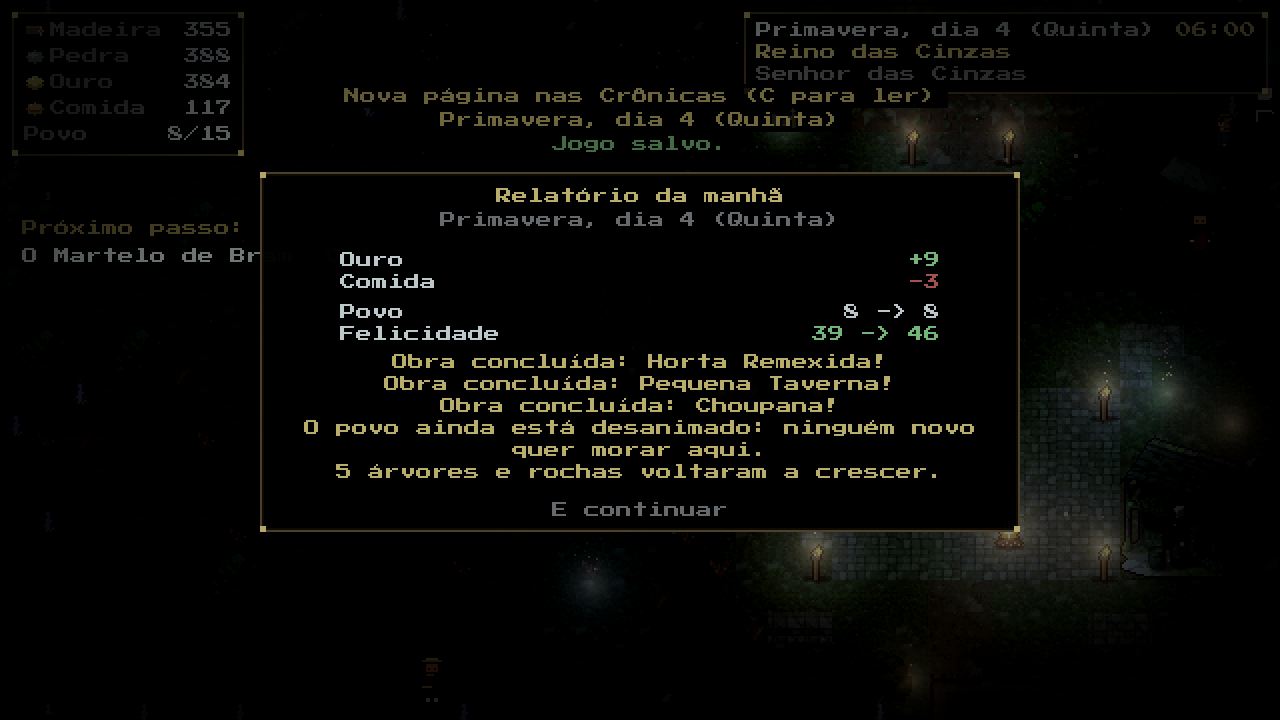 Madeira 355
Pedra 388
Ouro 384
Comida 117
Povo 8/15
Primavera, dia 4 (Quinta) 06:00
Reino das Cinzas
Senhor das Cinzas
Nova página nas Crônicas (C para ler)
Primavera, dia 4 (Quinta)
Jogo salvo.
Próximo passo:
O Martelo de Bram
Relatório da manhã
Primavera, dia 4 (Quinta)
Ouro +9
Comida -3
Povo 8 -> 8
Felicidade 39 -> 46
Obra concluída: Horta Remexida!
Obra concluída: Pequena Taverna!
Obra concluída: Choupana!
O povo ainda está desanimado: ninguém novo
quer morar aqui.
5 árvores e rochas voltaram a crescer.
E continuar